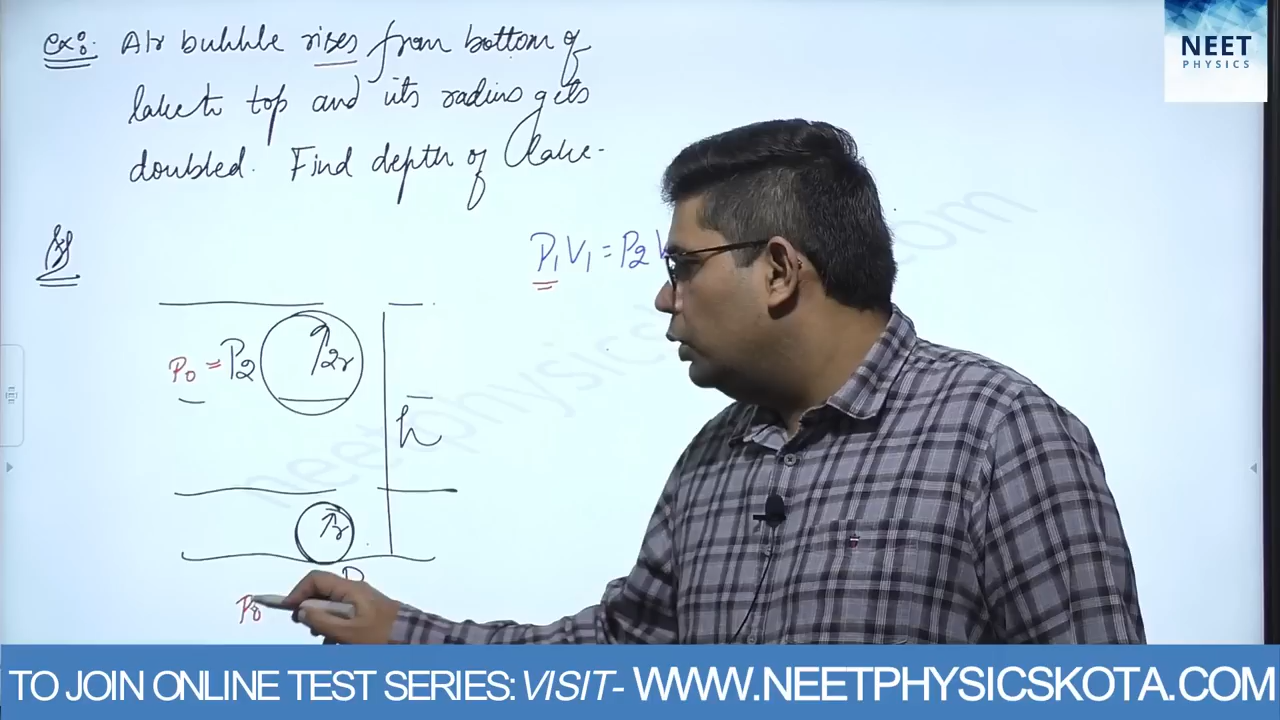 ex: Air bubble rises from bottom of
lake to top and its radius gets
doubled. Find depth of lake.
NEET
PHYSICS
P₁V₁ = P₂V
P₀ = P₂
2r
h
r
P₀
TO JOIN ONLINE TEST SERIES: VISIT- WWW.NEETPHYSICSKOTA.COM